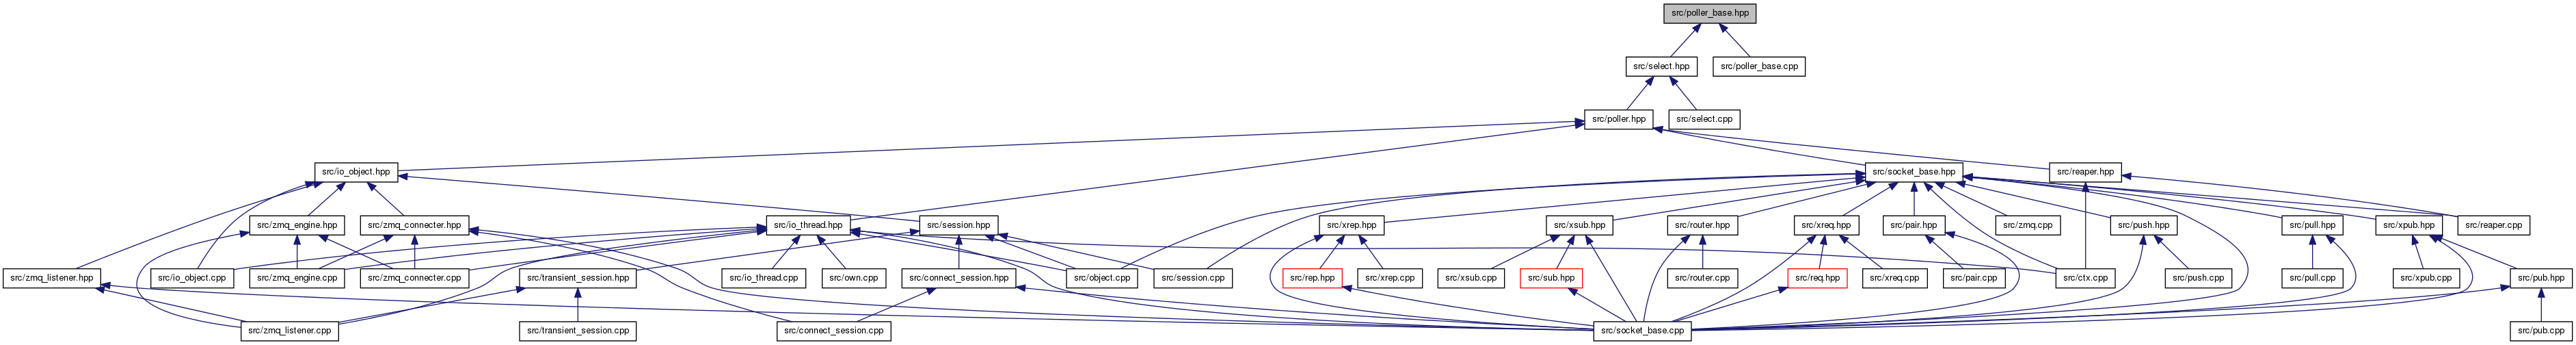 src/poller_base.hpp
src/select.hpp
src/poller_base.cpp
src/poller.hpp
src/select.cpp
src/io_object.hpp
src/socket_base.hpp
src/reaper.hpp
src/zmq_engine.hpp
src/zmq_connecter.hpp
src/io_thread.hpp
src/session.hpp
src/xrep.hpp
src/xsub.hpp
src/router.hpp
src/xreq.hpp
src/pair.hpp
src/zmq.cpp
src/push.hpp
src/pull.hpp
src/xpub.hpp
src/reaper.cpp
src/zmq_listener.hpp
src/io_object.cpp
src/zmq_engine.cpp
src/zmq_connecter.cpp
src/transient_session.hpp
src/io_thread.cpp
src/own.cpp
src/connect_session.hpp
src/object.cpp
src/session.cpp
src/rep.hpp
src/xrep.cpp
src/xsub.cpp
src/sub.hpp
src/router.cpp
src/req.hpp
src/xreq.cpp
src/pair.cpp
src/ctx.cpp
src/push.cpp
src/pull.cpp
src/xpub.cpp
src/pub.hpp
src/zmq_listener.cpp
src/transient_session.cpp
src/connect_session.cpp
src/socket_base.cpp
src/pub.cpp